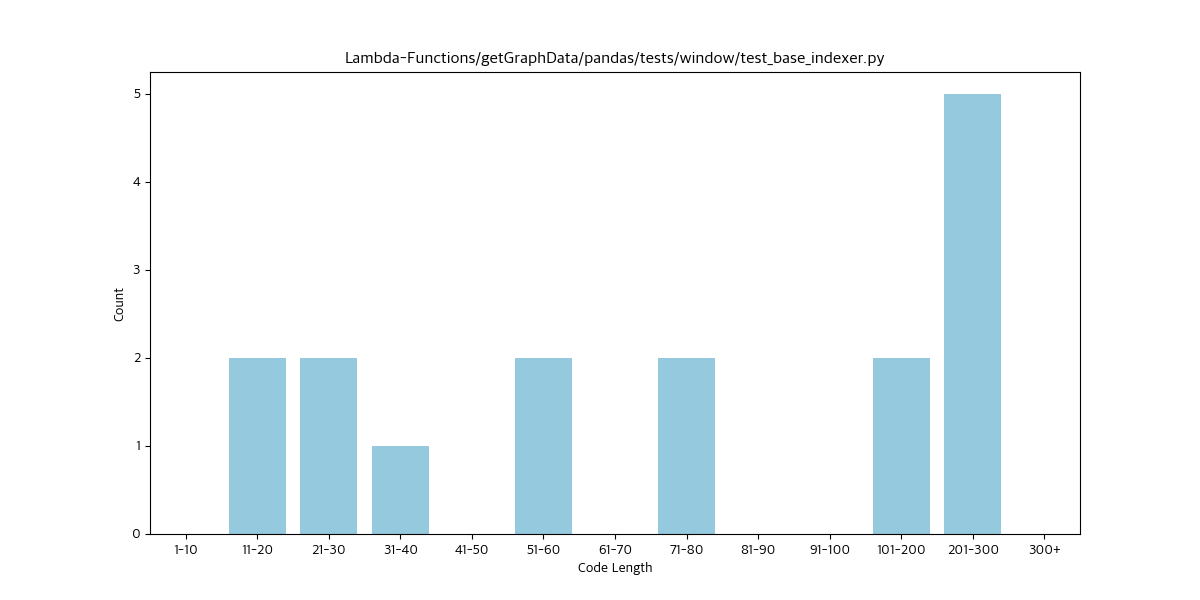 Lambda-Functions/getGraphData/pandas/tests/window/test_base_indexer.py
5
4
3
2
1
0
Count
1-10 11-20 21-30 31-40 41-50 51-60 61-70 71-80 81-90 91-100 101-200 201-300 300+
Code Length